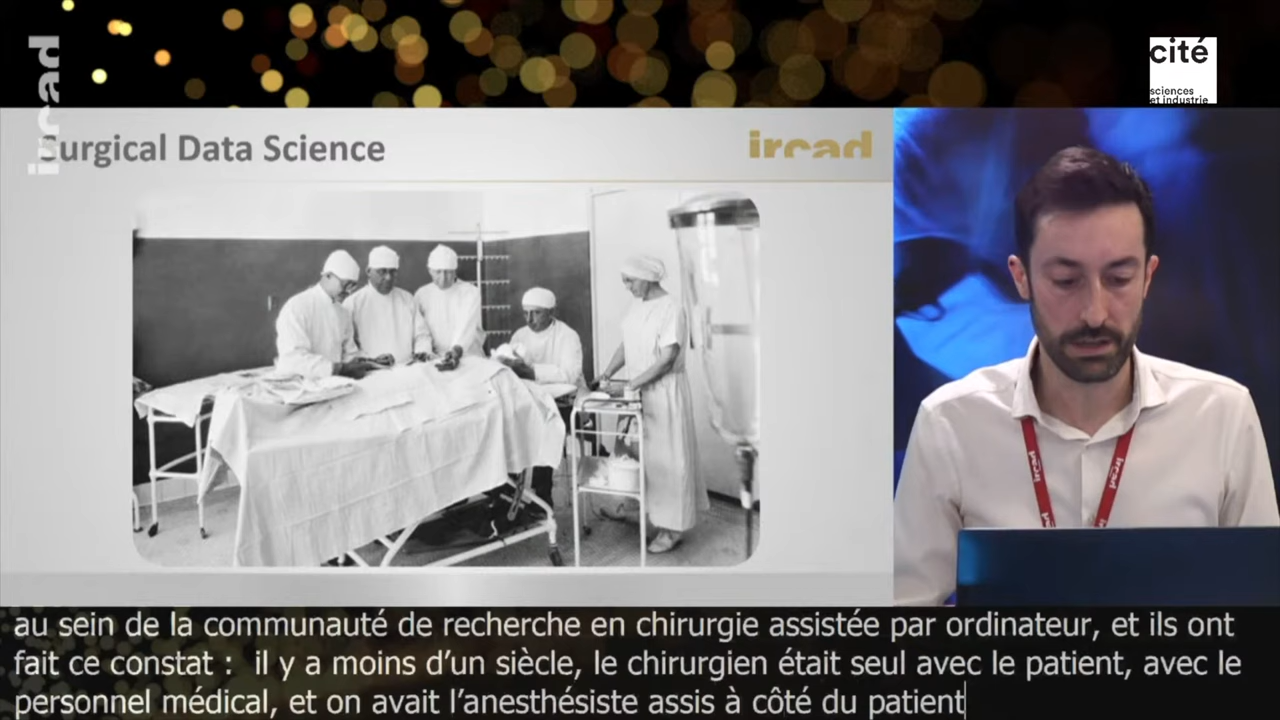 ircad
cité
sciences
et industrie
Surgical Data Science
ircad
ircad
ircad
au sein de la communauté de recherche en chirurgie assistée par ordinateur, et ils ont
fait ce constat :  il y a moins d'un siècle, le chirurgien était seul avec le patient, avec le
personnel médical, et on avait l'anesthésiste assis à côté du patient